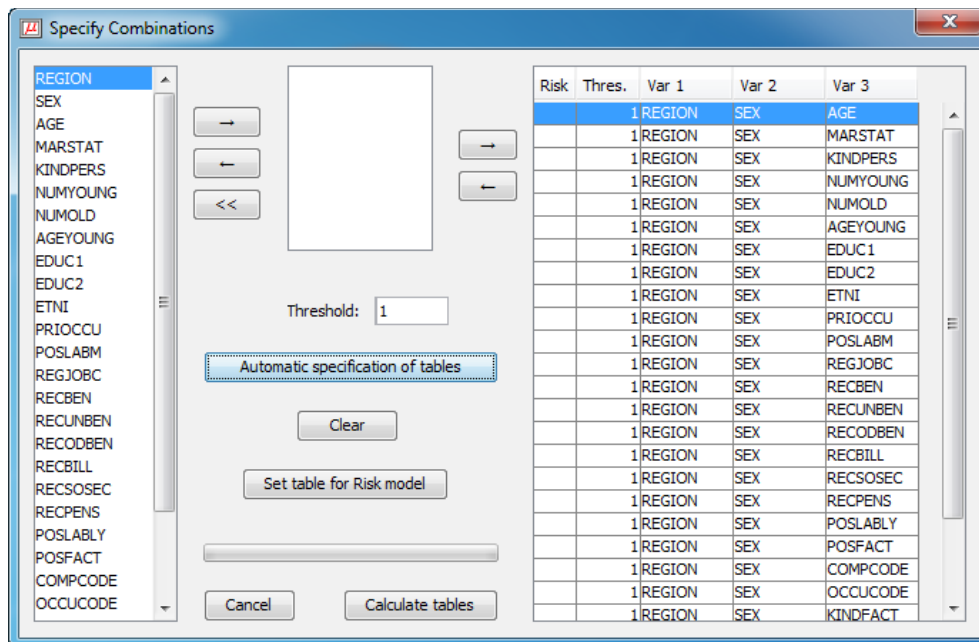 µ Specify Combinations
x
REGION
SEX
AGE
MARSTAT
KINDPERS
NUMYOUNG
NUMOLD
AGEYOUNG
EDUC1
EDUC2
ETNI
PRIOCCU
POSLABM
REGJOBC
RECBEN
RECUNBEN
RECODBEN
RECBILL
RECSOSEC
RECPENS
POSLABLY
POSFACT
COMPCODE
OCCUCODE
→
←
<<
→
←
Threshold: 1
Automatic specification of tables
Clear
Set table for Risk model
Cancel Calculate tables
Risk Thres. Var 1 Var 2 Var 3
1 REGION SEX AGE
1 REGION SEX MARSTAT
1 REGION SEX KINDPERS
1 REGION SEX NUMYOUNG
1 REGION SEX NUMOLD
1 REGION SEX AGEYOUNG
1 REGION SEX EDUC1
1 REGION SEX EDUC2
1 REGION SEX ETNI
1 REGION SEX PRIOCCU
1 REGION SEX POSLABM
1 REGION SEX REGJOBC
1 REGION SEX RECBEN
1 REGION SEX RECUNBEN
1 REGION SEX RECODBEN
1 REGION SEX RECBILL
1 REGION SEX RECSOSEC
1 REGION SEX RECPENS
1 REGION SEX POSLABLY
1 REGION SEX POSFACT
1 REGION SEX COMPCODE
1 REGION SEX OCCUCODE
1 REGION SEX KINDFACT